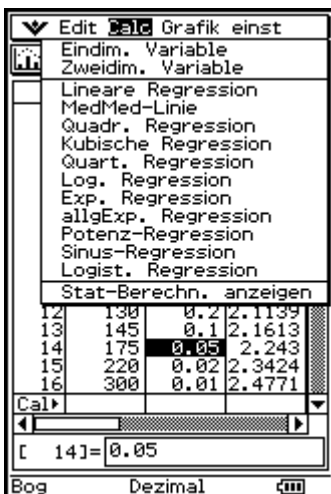 Edit Calc Grafik einst
Eindim. Variable
Zweidim. Variable
Lineare Regression
MedMed-Linie
Quadr. Regression
Kubische Regression
Quart. Regression
Log. Regression
Exp. Regression
allgExp. Regression
Potenz-Regression
Sinus-Regression
Logist. Regression
Stat-Berechn. anzeigen
12 130 0.2 2.1139
13 145 0.1 2.1613
14 175 0.05 2.243
15 220 0.02 2.3424
16 300 0.01 2.4771
Cal▸
[ 14]= 0.05
Bog Dezimal